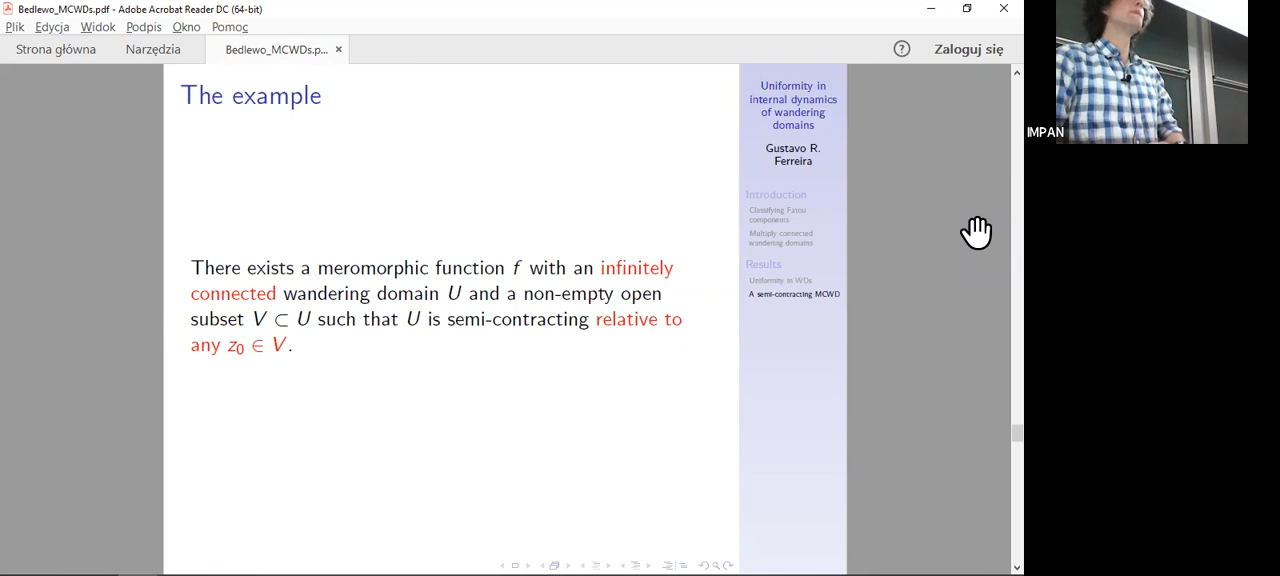 Bedlewo_MCWDs.pdf - Adobe Acrobat Reader DC (64-bit)
Plik Edycja Widok Podpis Okno Pomoc
Strona główna Narzędzia Bedlewo_MCWDs.p... × ? Zaloguj się
The example
There exists a meromorphic function f with an infinitely
connected wandering domain U and a non-empty open
subset V ⊂ U such that U is semi-contracting relative to
any z₀ ∈ V.
Uniformity in
internal dynamics
of wandering
domains
Gustavo R.
Ferreira
Introduction
Classifying Fatou
components
Multiply connected
wandering domains
Results
Uniformity in WDs
A semi-contracting MCWD
IMPAN